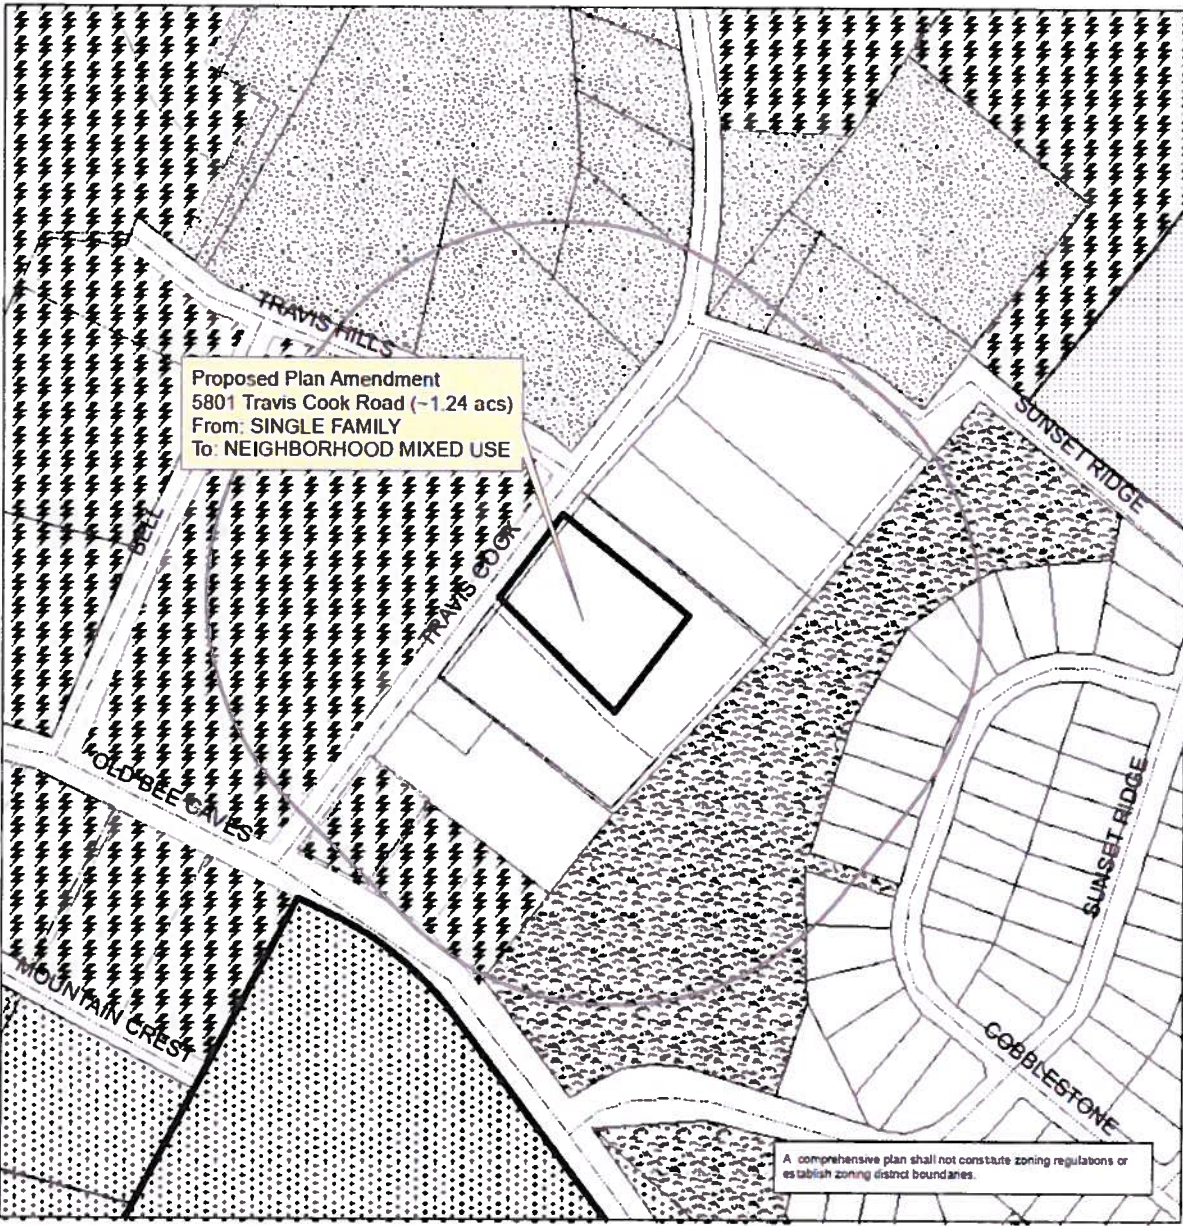 TRAVIS HILLS
Proposed Plan Amendment
5801 Travis Cook Road (~1.24 acs)
From: SINGLE FAMILY
To: NEIGHBORHOOD MIXED USE
SUNSET RIDGE
BELL
TRAVIS COOK
OLD BEE CAVES
SUNSET RIDGE
MOUNTAIN CREST
COBBLESTONE
A comprehensive plan shall not constitute zoning regulations or
establish zoning district boundaries.